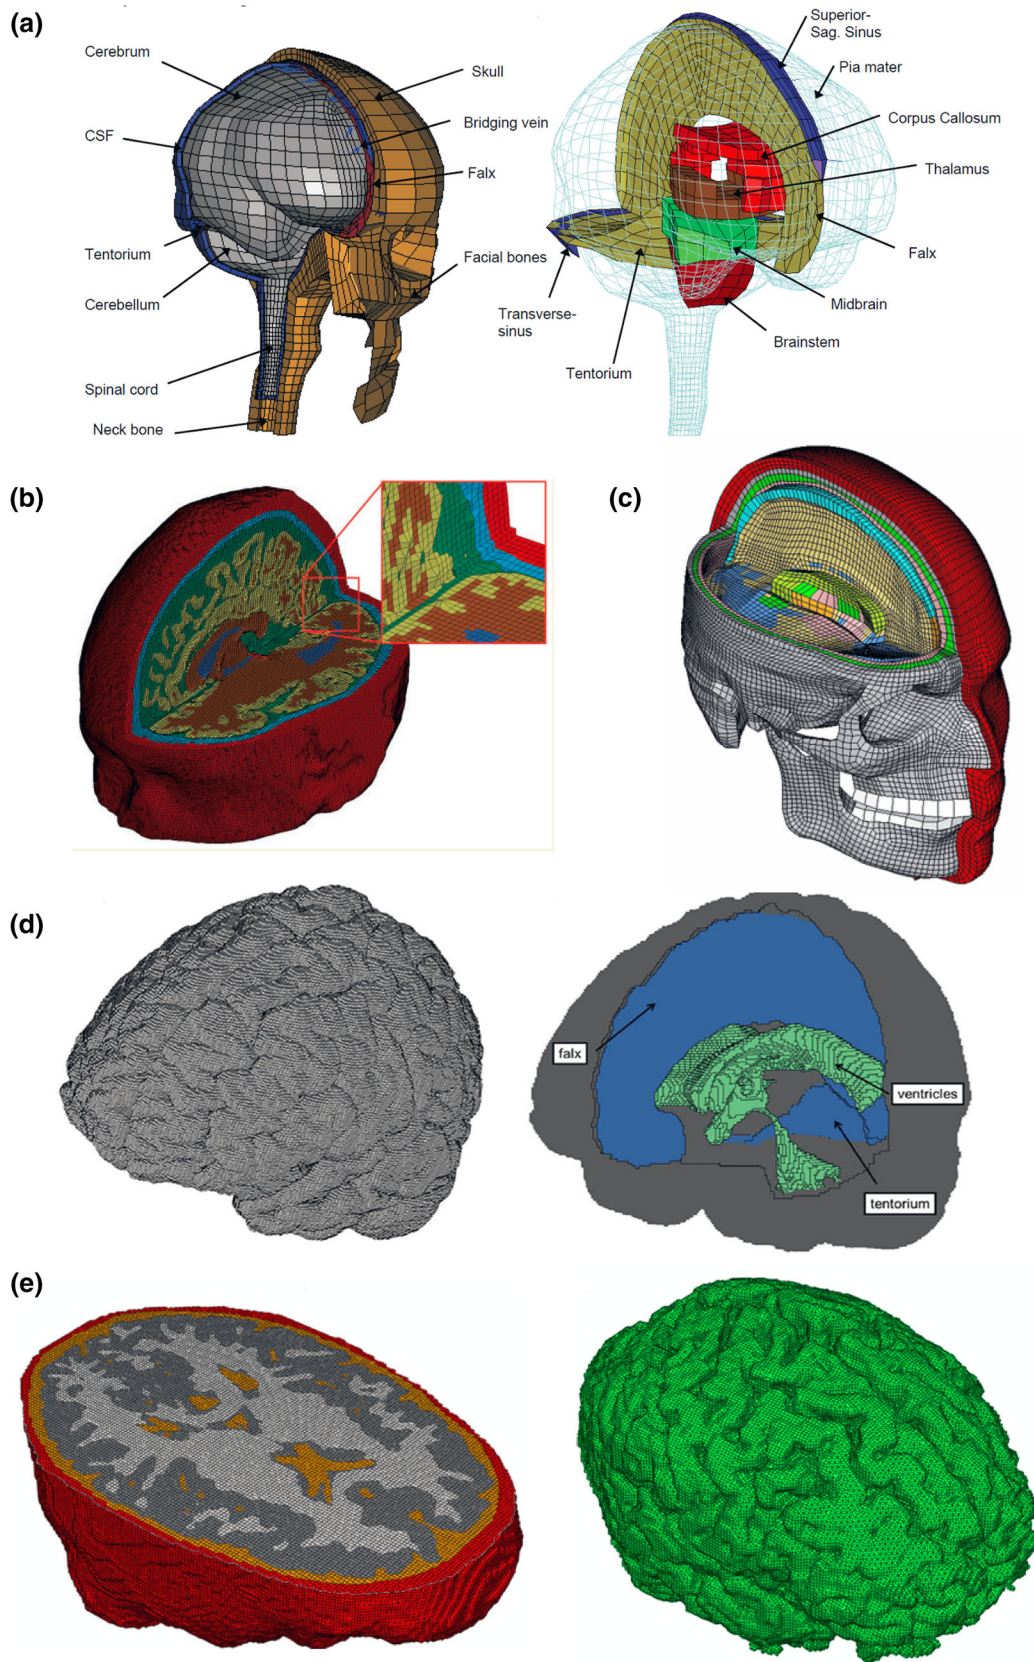 (a)
Cerebrum
CSF
Tentorium
Cerebellum
Spinal cord
Neck bone
Skull
Bridging vein
Falx
Facial bones
Superior-
Sag. Sinus
Pia mater
Corpus Callosum
Thalamus
Falx
Midbrain
Brainstem
Transverse-
sinus
Tentorium
(b)
(c)
(d)
falx
ventricles
tentorium
(e)